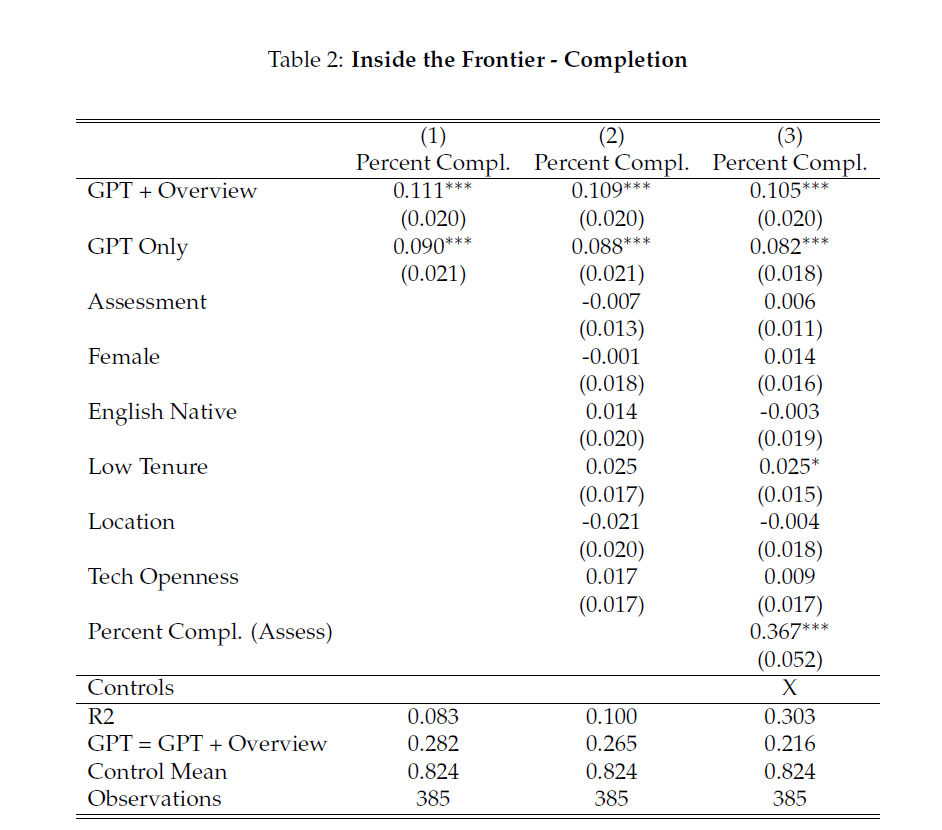 Table 2: Inside the Frontier - Completion
(1) (2) (3)
Percent Compl. Percent Compl. Percent Compl.
GPT + Overview 0.111*** 0.109*** 0.105***
(0.020) (0.020) (0.020)
GPT Only 0.090*** 0.088*** 0.082***
(0.021) (0.021) (0.018)
Assessment -0.007 0.006
(0.013) (0.011)
Female -0.001 0.014
(0.018) (0.016)
English Native 0.014 -0.003
(0.020) (0.019)
Low Tenure 0.025 0.025*
(0.017) (0.015)
Location -0.021 -0.004
(0.020) (0.018)
Tech Openness 0.017 0.009
(0.017) (0.017)
Percent Compl. (Assess) 0.367***
(0.052)
Controls X
R2 0.083 0.100 0.303
GPT = GPT + Overview 0.282 0.265 0.216
Control Mean 0.824 0.824 0.824
Observations 385 385 385